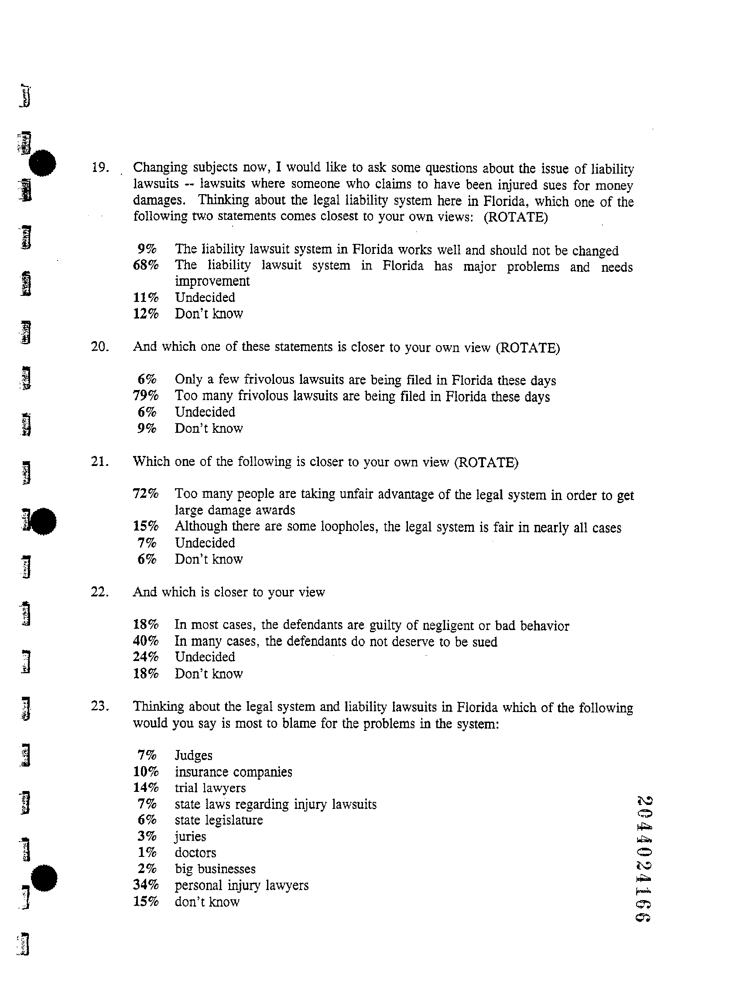 19. Changing subjects now, I would like to ask some questions about the issue of liability
lawsuits -- lawsuits where someone who claims to have been injured sues for money
damages. Thinking about the legal liability system here in Florida, which one of the
following two statements comes closest to your own views: (ROTATE)
9% The liability lawsuit system in Florida works well and should not be changed
68% The liability lawsuit system in Florida has major problems and needs
improvement
11% Undecided
12% Don't know
20. And which one of these statements is closer to your own view (ROTATE)
6% Only a few frivolous lawsuits are being filed in Florida these days
79% Too many frivolous lawsuits are being filed in Florida these days
6% Undecided
9% Don't know
21. Which one of the following is closer to your own view (ROTATE)
72% Too many people are taking unfair advantage of the legal system in order to get
large damage awards
15% Although there are some loopholes, the legal system is fair in nearly all cases
7% Undecided
6% Don't know
22. And which is closer to your view
18% In most cases, the defendants are guilty of negligent or bad behavior
40% In many cases, the defendants do not deserve to be sued
24% Undecided
18% Don't know
23. Thinking about the legal system and liability lawsuits in Florida which of the following
would you say is most to blame for the problems in the system:
7% Judges
10% insurance companies
14% trial lawyers
7% state laws regarding injury lawsuits
6% state legislature
3% juries
1% doctors
2% big businesses
34% personal injury lawyers
15% don't know
2044024166